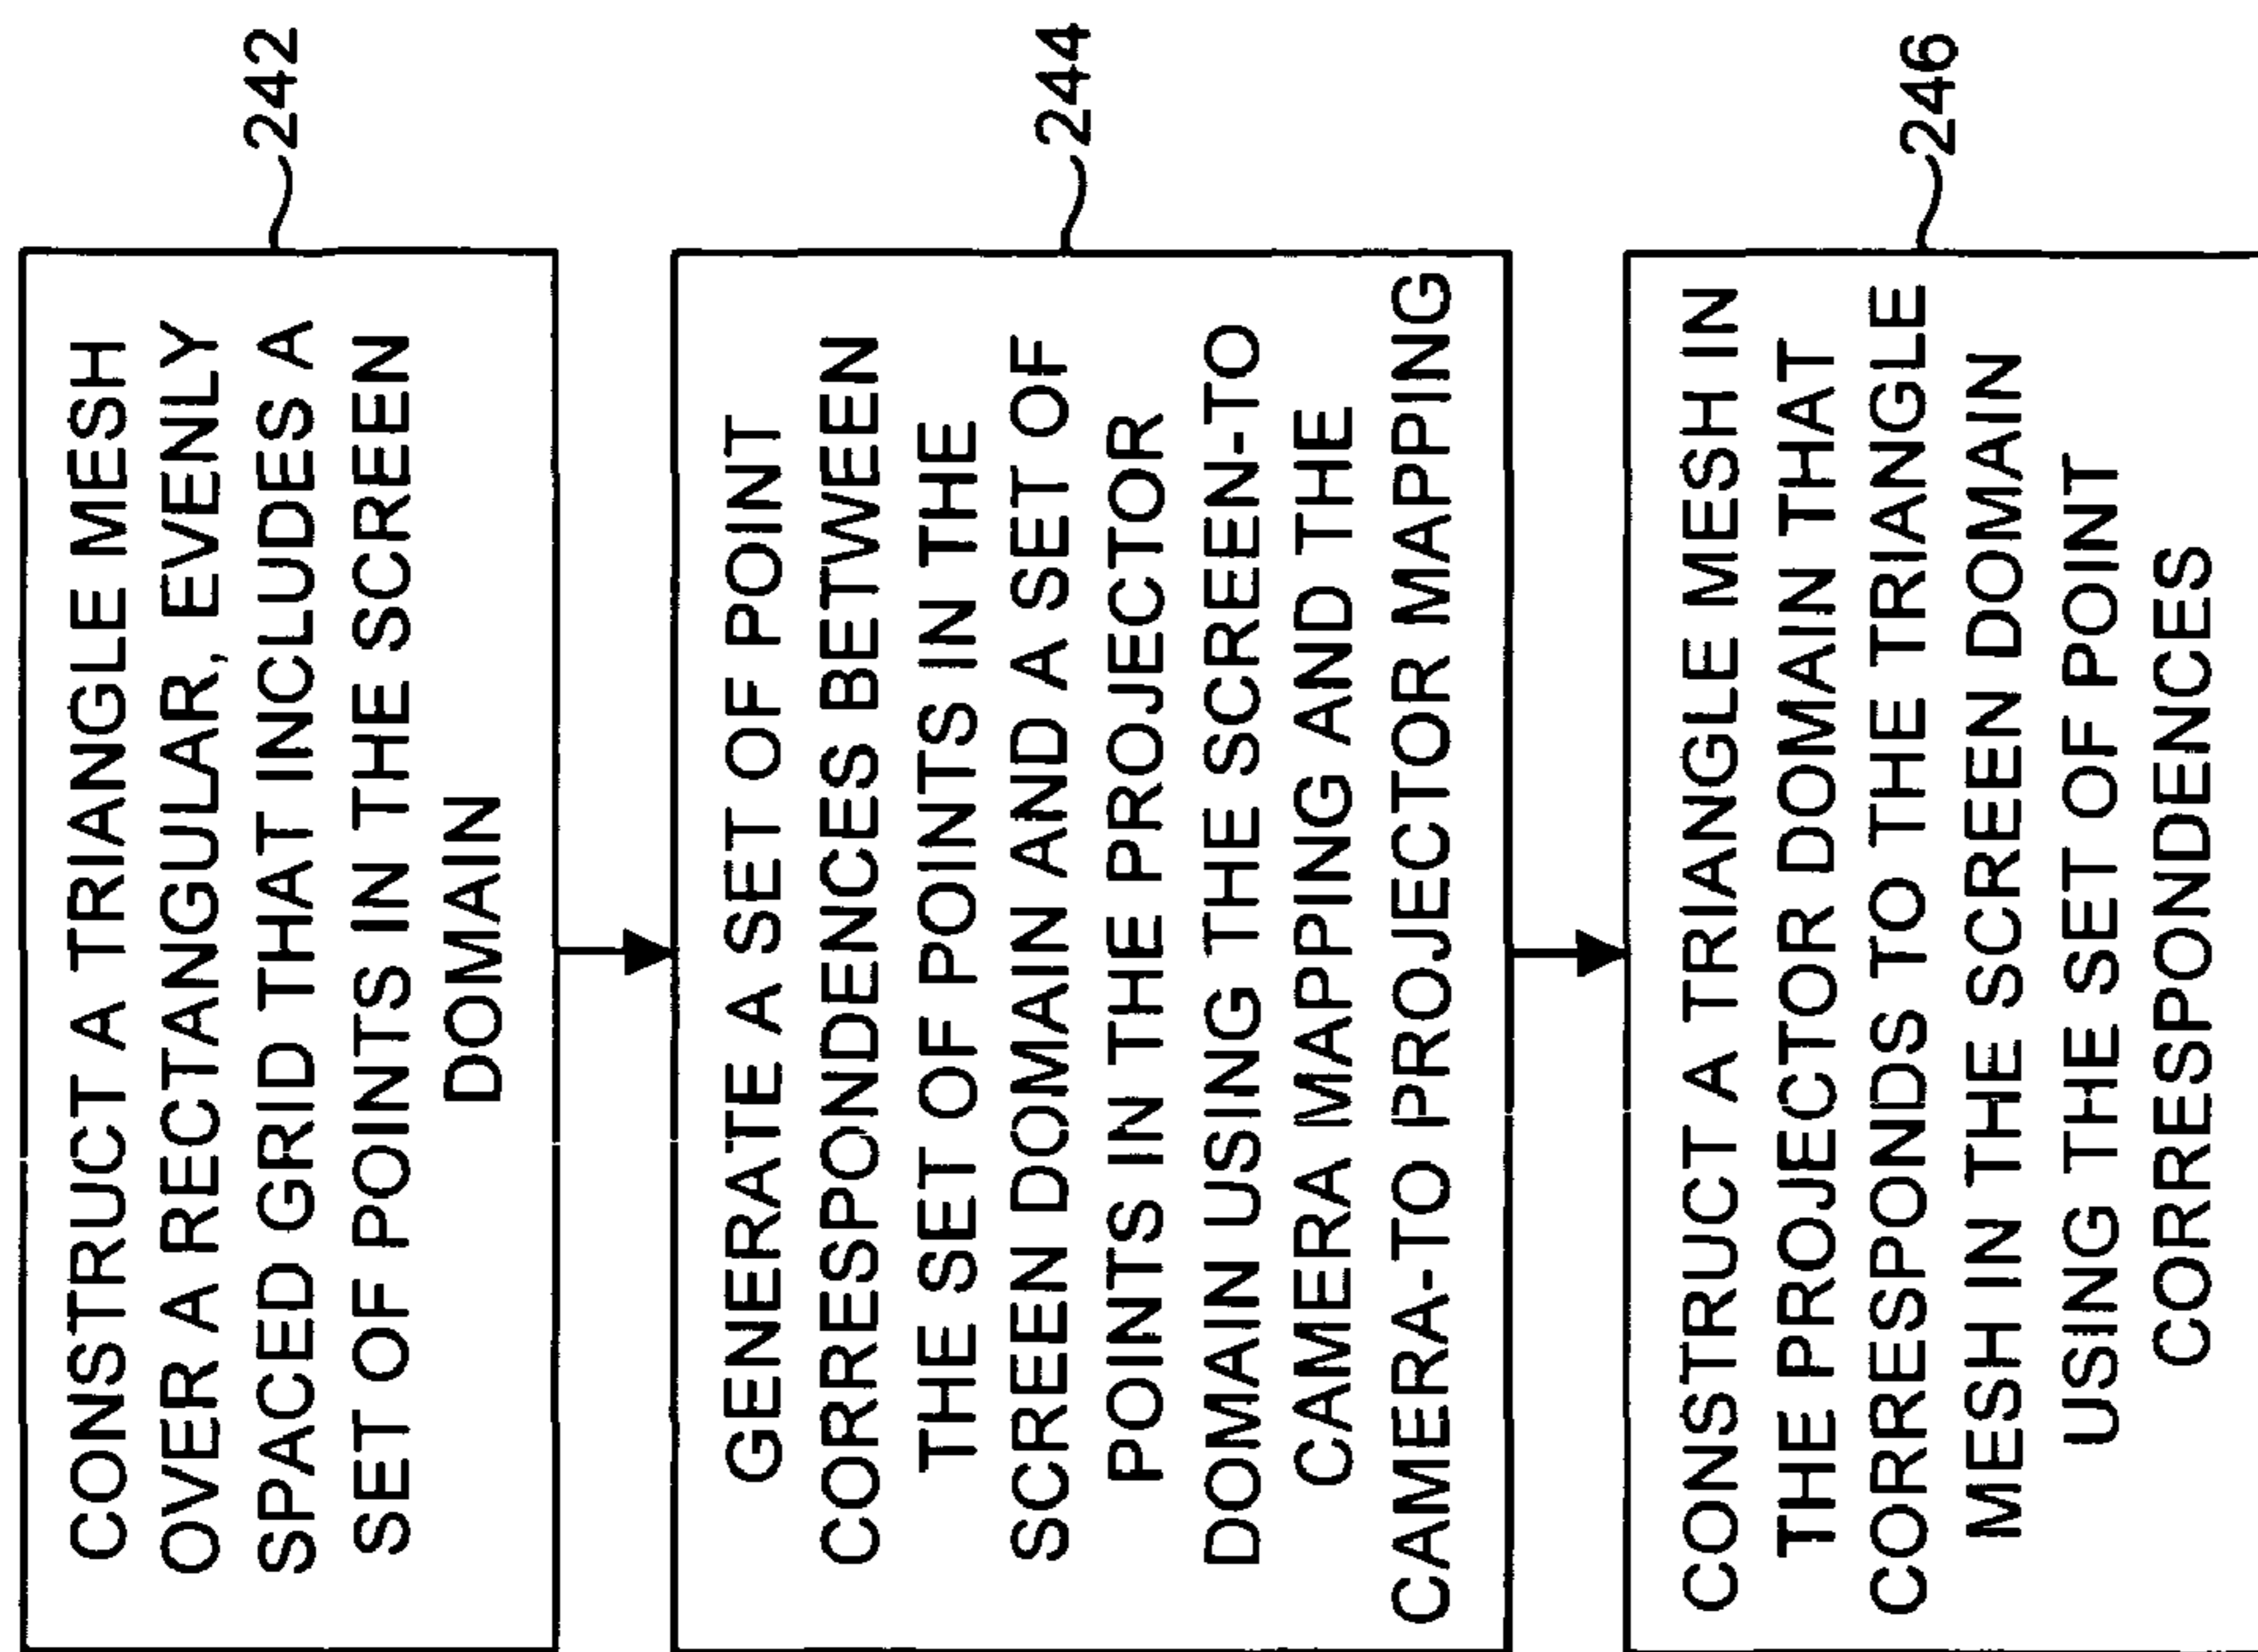 CONSTRUCT A TRIANGLE MESH
OVER A RECTANGULAR, EVENLY
SPACED GRID THAT INCLUDES A
SET OF POINTS IN THE SCREEN
DOMAIN
242
GENERATE A SET OF POINT
CORRESPONDENCES BETWEEN
THE SET OF POINTS IN THE
SCREEN DOMAIN AND A SET OF
POINTS IN THE PROJECTOR
DOMAIN USING THE SCREEN-TO
CAMERA MAPPING AND THE
CAMERA-TO PROJECTOR MAPPING
244
CONSTRUCT A TRIANGLE MESH IN
THE PROJECTOR DOMAIN THAT
CORRESPONDS TO THE TRIANGLE
MESH IN THE SCREEN DOMAIN
USING THE SET OF POINT
CORRESPONDENCES
246